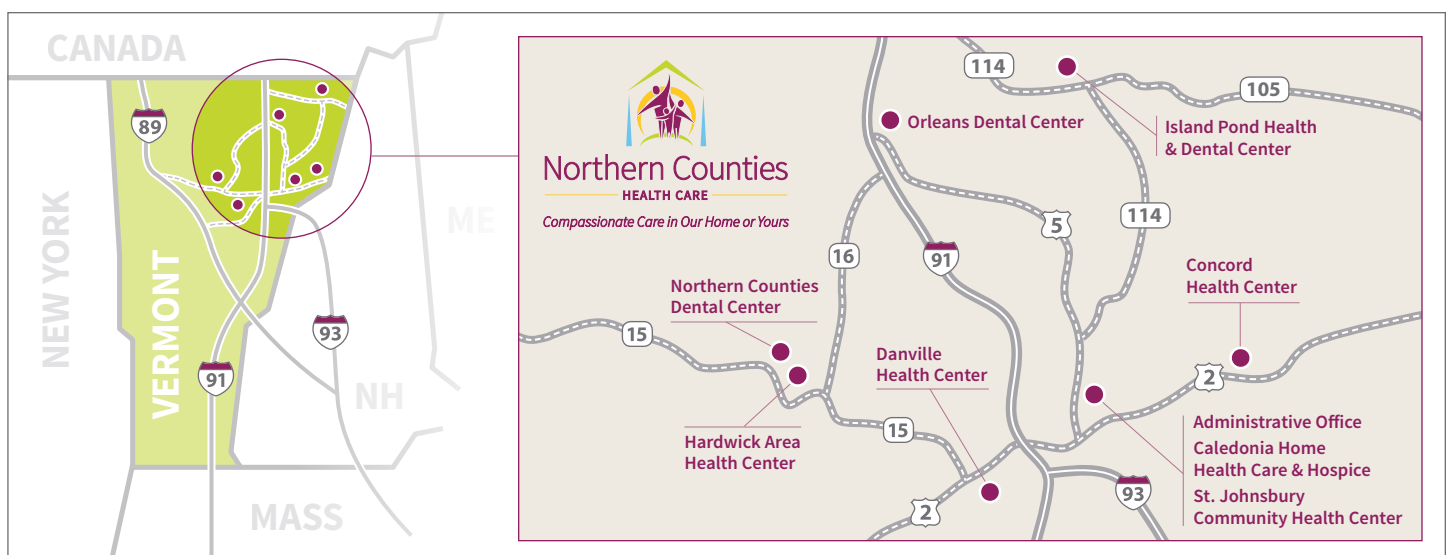 CANADA
89
NEW YORK
VERMONT
ME
93
91
NH
MASS
Northern Counties
HEALTH CARE
Compassionate Care in Our Home or Yours
114
105
Orleans Dental Center
Island Pond Health
& Dental Center
5
114
16
91
Concord
Health Center
Northern Counties
Dental Center
15
Danville
Health Center
2
15
Hardwick Area
Health Center
Administrative Office
Caledonia Home
Health Care & Hospice
St. Johnsbury
Community Health Center
2
93